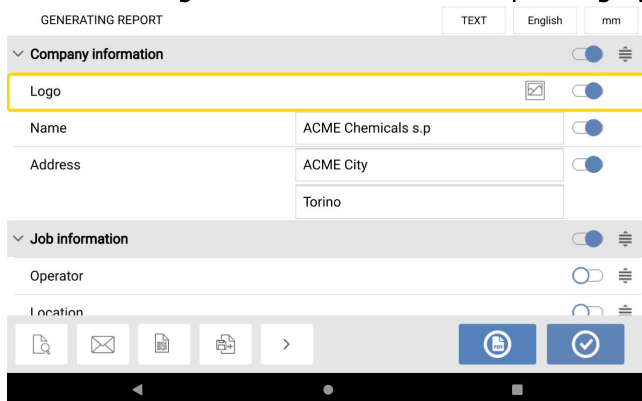 GENERATING REPORT TEXT English mm
Company information
Logo
Name ACME Chemicals s.p
Address ACME City
Torino
Job information
Operator
Location
PDF